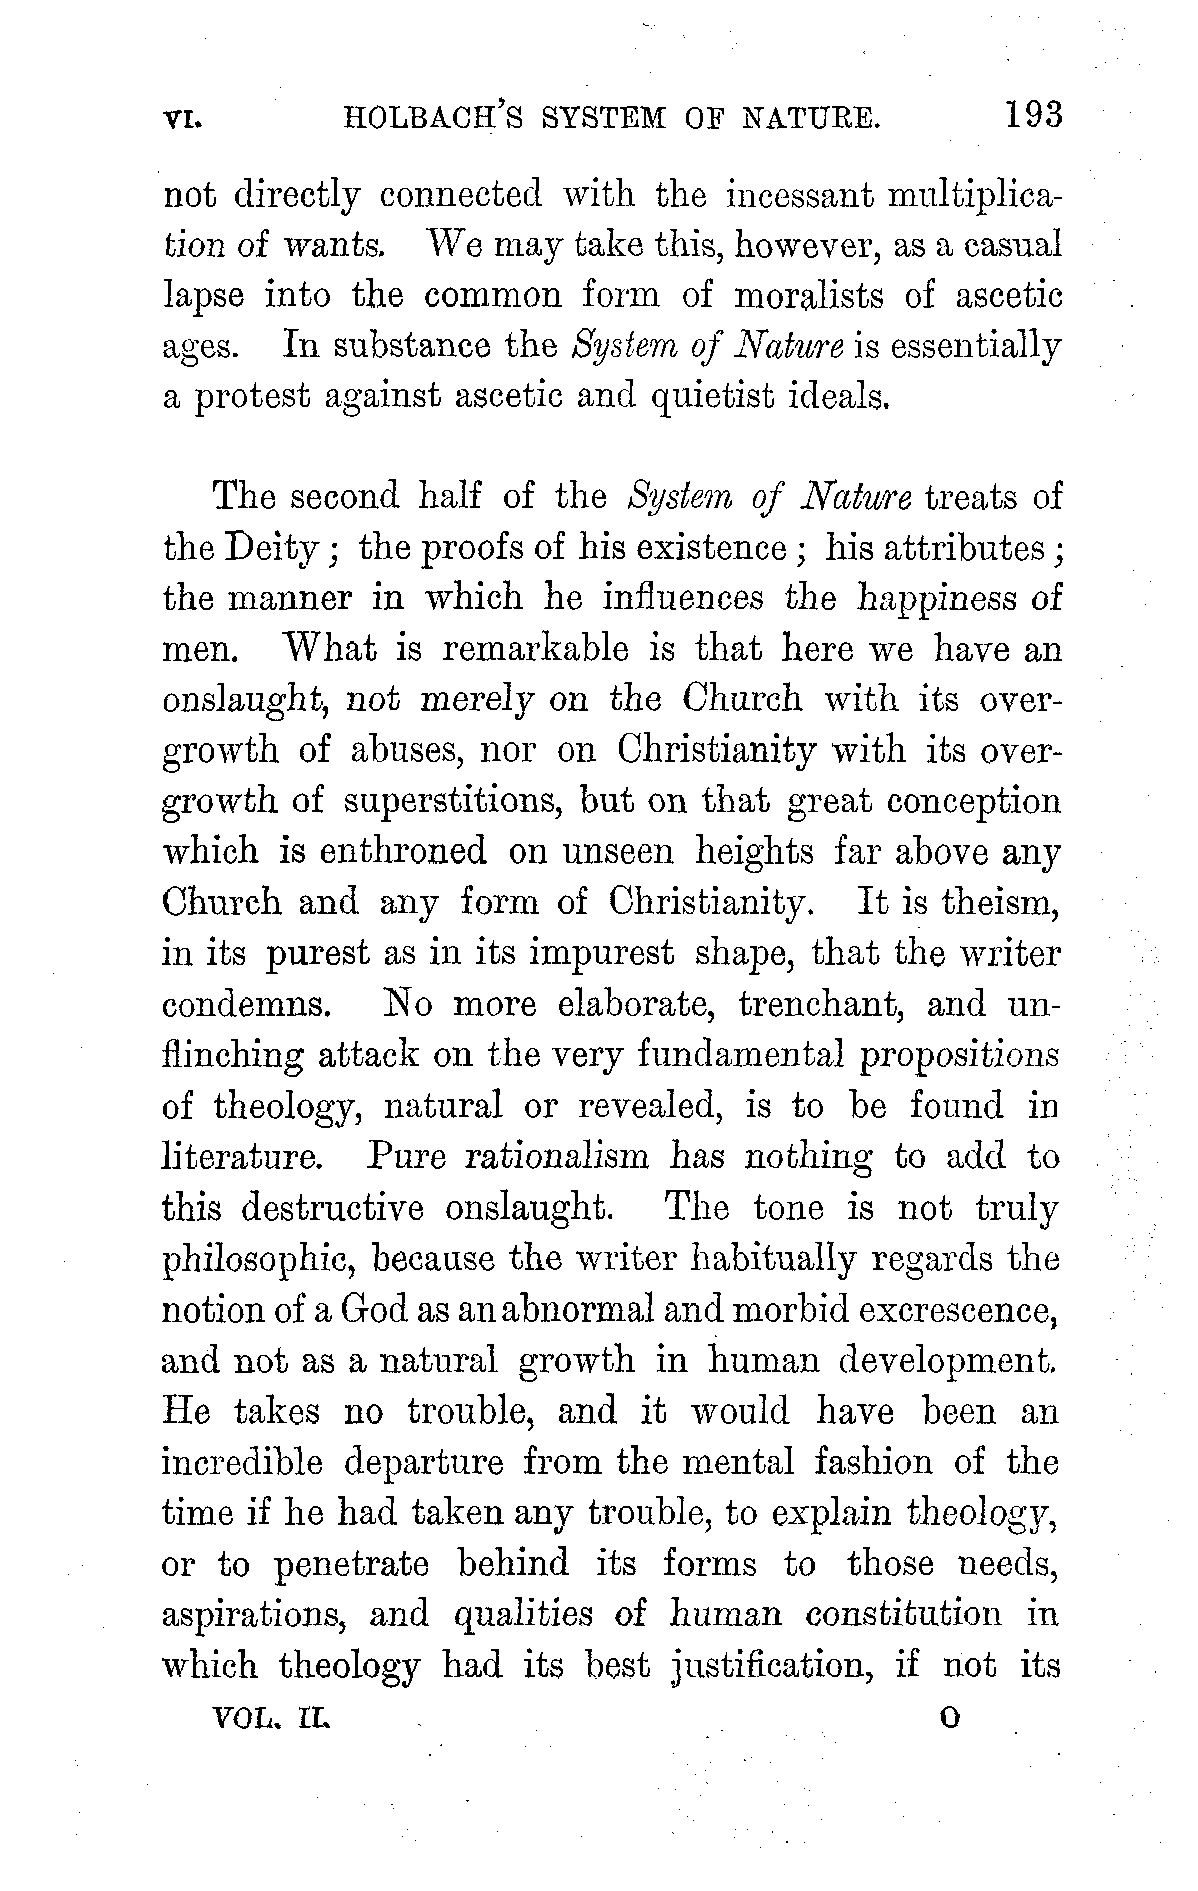 VI. HOLBACH'S SYSTEM OF NATURE. 193
not directly connected with the incessant multiplica-
tion of wants. We may take this, however, as a casual
lapse into the common form of moralists of ascetic
ages. In substance the System of Nature is essentially
a protest against ascetic and quietist ideals.
The second half of the System of Nature treats of
the Deity; the proofs of his existence; his attributes;
the manner in which he influences the happiness of
men. What is remarkable is that here we have an
onslaught, not merely on the Church with its over-
growth of abuses, nor on Christianity with its over-
growth of superstitions, but on that great conception
which is enthroned on unseen heights far above any
Church and any form of Christianity. It is theism,
in its purest as in its impurest shape, that the writer
condemns. No more elaborate, trenchant, and un-
flinching attack on the very fundamental propositions
of theology, natural or revealed, is to be found in
literature. Pure rationalism has nothing to add to
this destructive onslaught. The tone is not truly
philosophic, because the writer habitually regards the
notion of a God as an abnormal and morbid excrescence,
and not as a natural growth in human development.
He takes no trouble, and it would have been an
incredible departure from the mental fashion of the
time if he had taken any trouble, to explain theology,
or to penetrate behind its forms to those needs,
aspirations, and qualities of human constitution in
which theology had its best justification, if not its
VOL. II. O